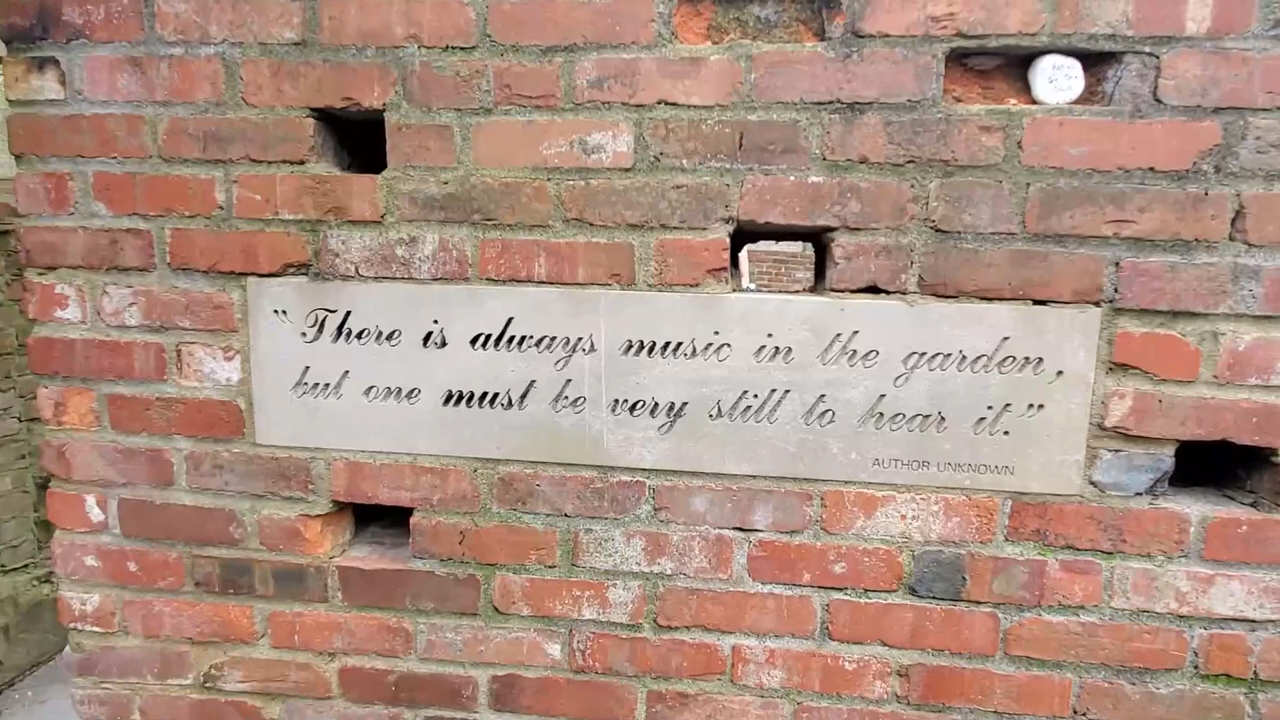 “There is always music in the garden,
but one must be very still to hear it.”
AUTHOR UNKNOWN